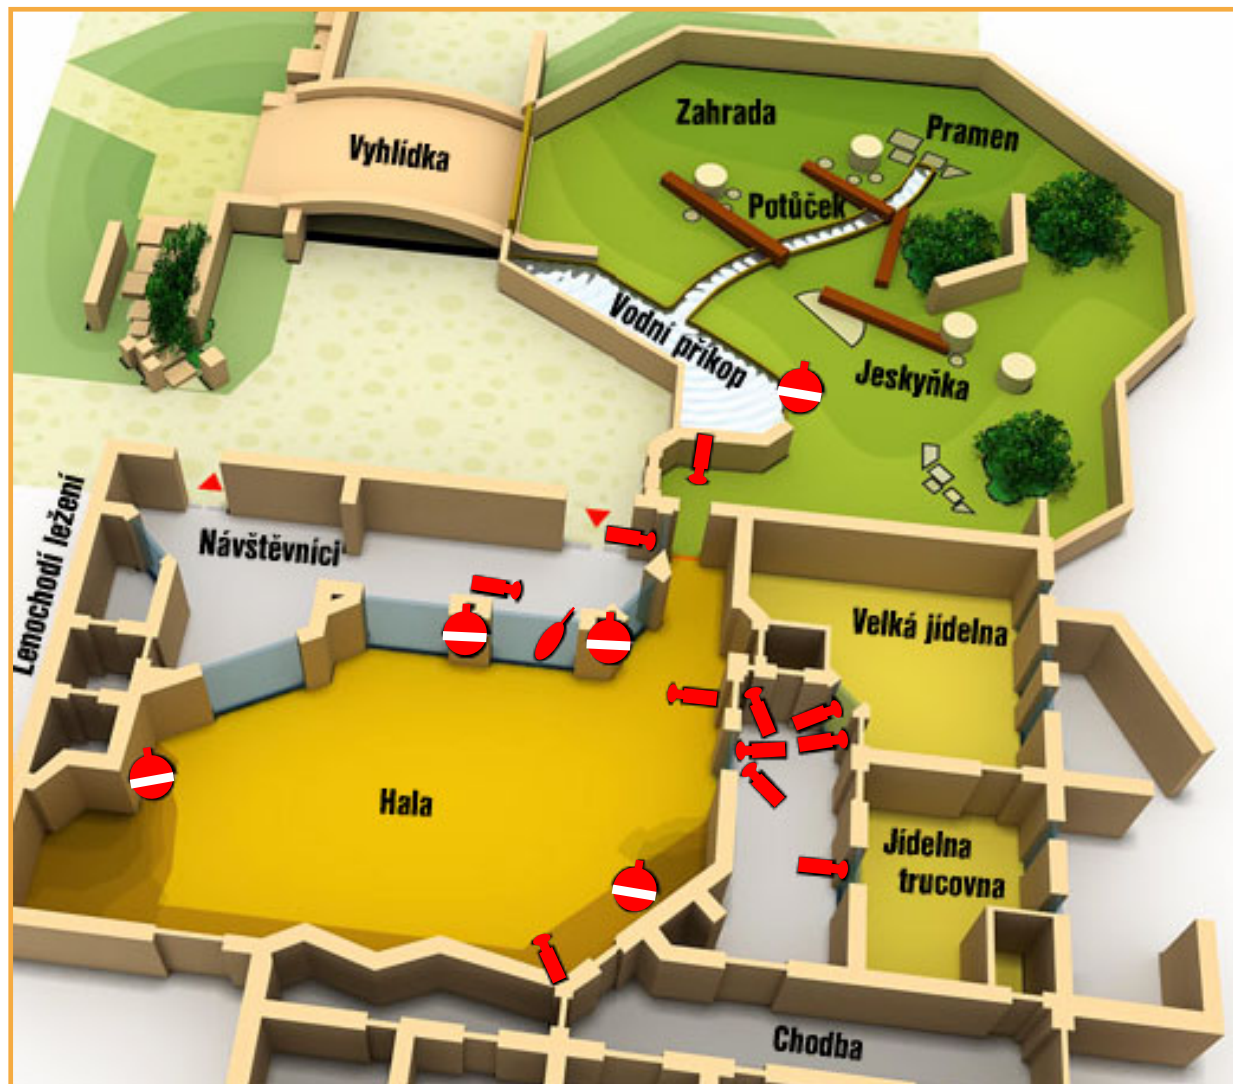 Zahrada
Pramen
Vyhlídka
Potůček
Vodní příkop
Jeskyňka
Lenochodí ležení
Návštěvníci
Velká jídelna
Hala
Jídelna
trucovna
Chodba